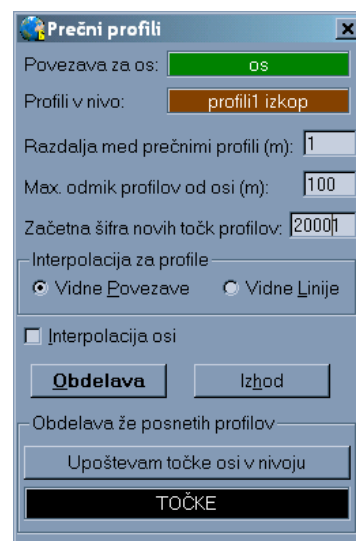 Prečni profili
Povezava za os: os
Profili v nivo: profili1 izkop
Razdalja med prečnimi profili (m): 1
Max. odmik profilov od osi (m): 100
Začetna šifra novih točk profilov: 20001
Interpolacija za profile
Vidne Povezave Vidne Linije
Interpolacija osi
Obdelava Izhod
Obdelava že posnetih profilov
Upoštevam točke osi v nivoju
TOČKE